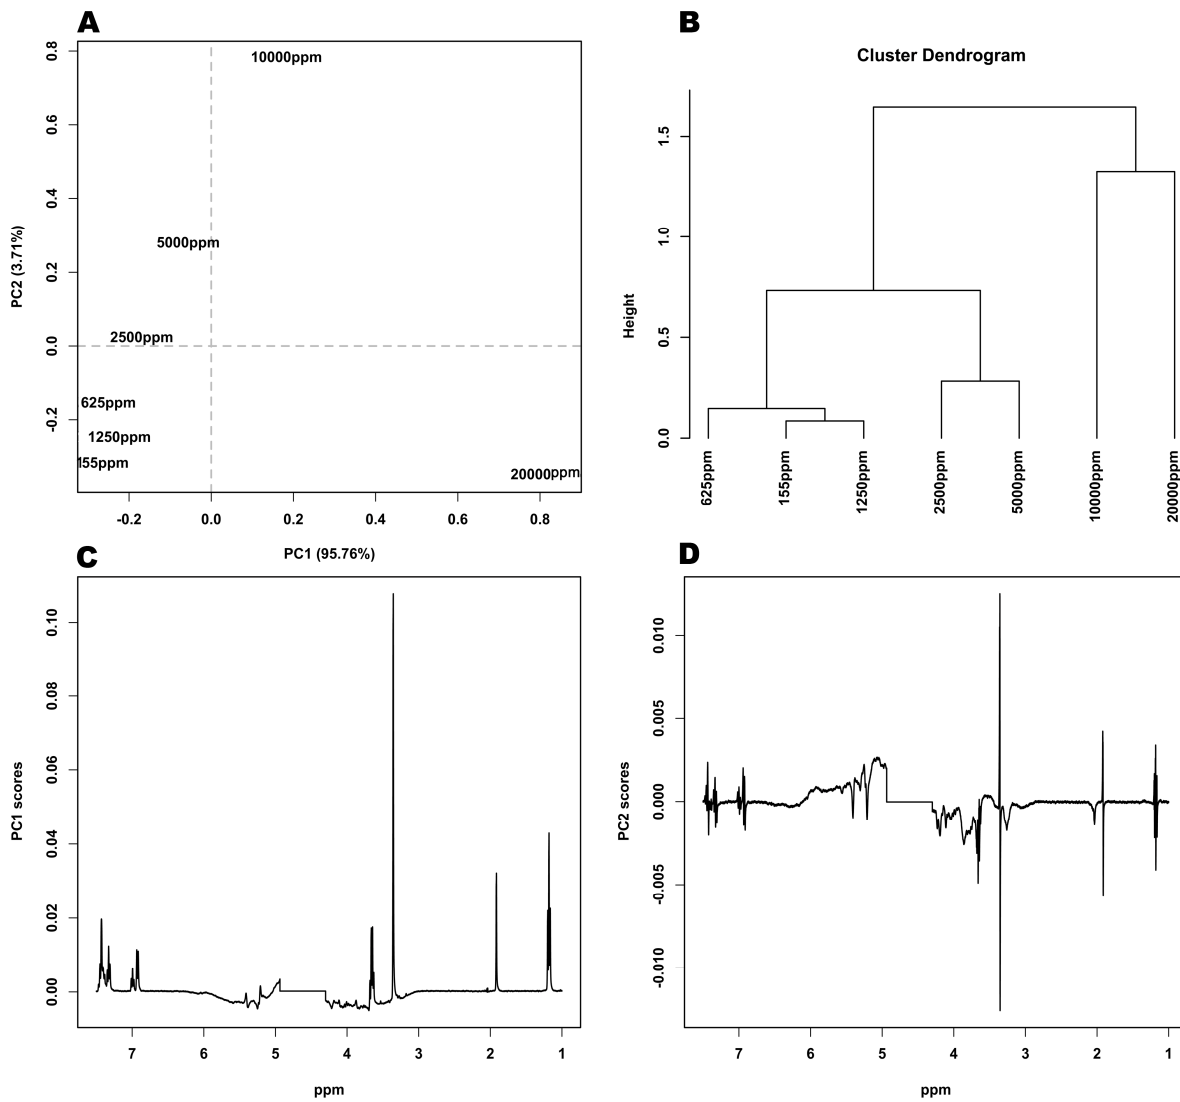 A
0.8
0.6
0.4
0.2
0.0
-0.2
PC2 (3.71%)
10000ppm
5000ppm
2500ppm
625ppm
1250ppm
155ppm
20000ppm
-0.2 0.0 0.2 0.4 0.6 0.8
PC1 (95.76%)
B
Cluster Dendrogram
Height
1.5
1.0
0.5
0.0
625ppm
155ppm
1250ppm
2500ppm
5000ppm
10000ppm
20000ppm
C
0.10
0.08
0.06
0.04
0.02
0.00
PC1 scores
7 6 5 4 3 2 1
ppm
D
0.010
0.005
0.000
-0.005
-0.010
PC2 scores
7 6 5 4 3 2 1
ppm